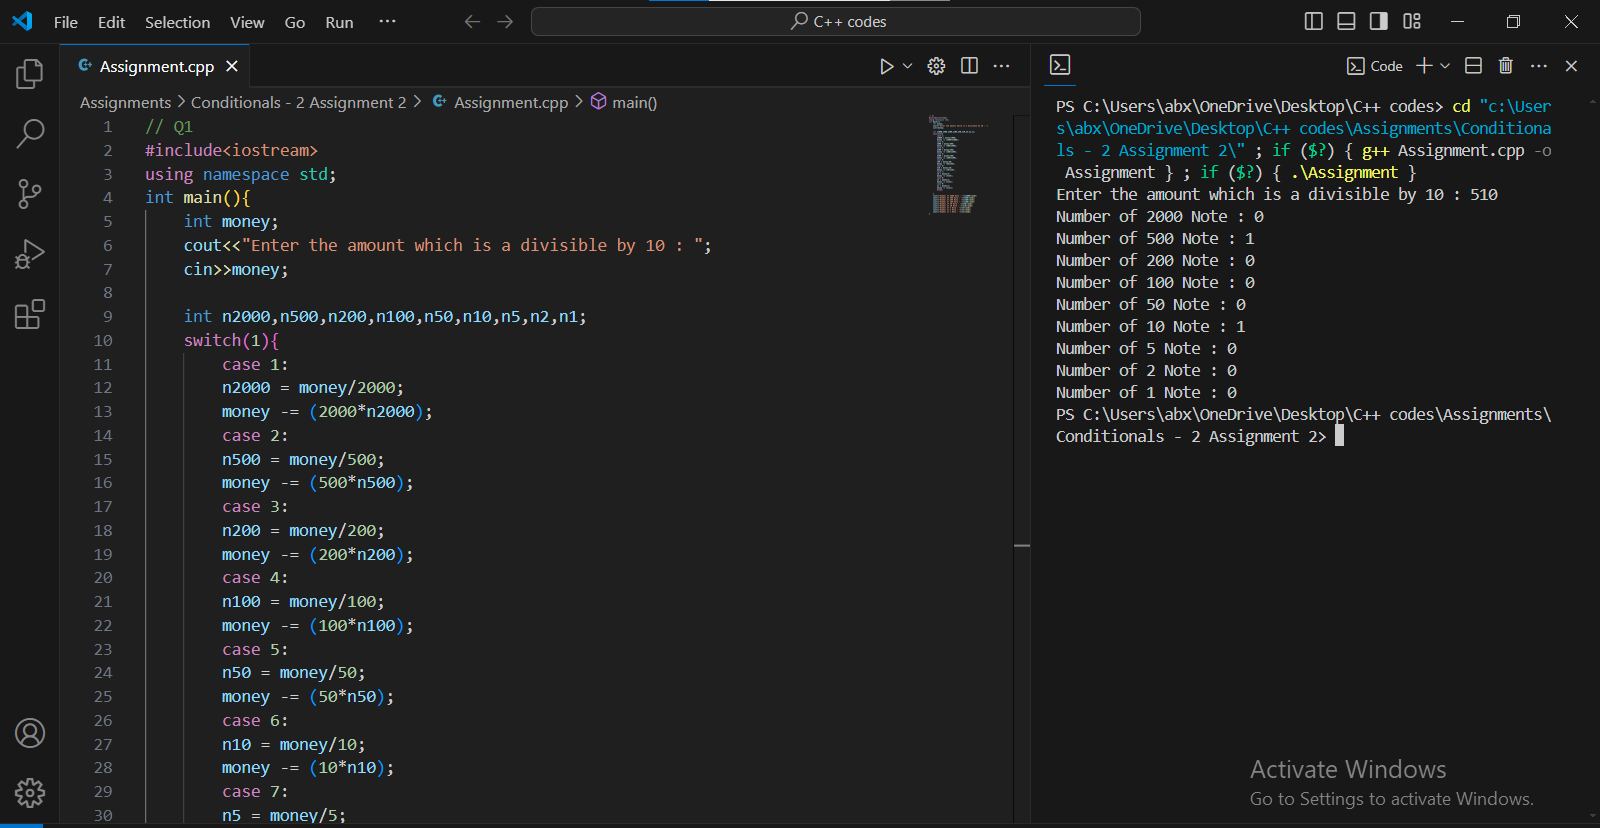 File Edit Selection View Go Run ··· C++ codes
Assignment.cpp
Assignments > Conditionals - 2 Assignment 2 > Assignment.cpp > main()
1 // Q1
2 #include<iostream>
3 using namespace std;
4 int main(){
5 int money;
6 cout<<"Enter the amount which is a divisible by 10 : ";
7 cin>>money;
8
9 int n2000,n500,n200,n100,n50,n10,n5,n2,n1;
10 switch(1){
11 case 1:
12 n2000 = money/2000;
13 money -= (2000*n2000);
14 case 2:
15 n500 = money/500;
16 money -= (500*n500);
17 case 3:
18 n200 = money/200;
19 money -= (200*n200);
20 case 4:
21 n100 = money/100;
22 money -= (100*n100);
23 case 5:
24 n50 = money/50;
25 money -= (50*n50);
26 case 6:
27 n10 = money/10;
28 money -= (10*n10);
29 case 7:
30 n5 = money/5;
Code
PS C:\Users\abx\OneDrive\Desktop\C++ codes> cd "c:\User
s\abx\OneDrive\Desktop\C++ codes\Assignments\Conditiona
ls - 2 Assignment 2\" ; if ($?) { g++ Assignment.cpp -o
Assignment } ; if ($?) { .\Assignment }
Enter the amount which is a divisible by 10 : 510
Number of 2000 Note : 0
Number of 500 Note : 1
Number of 200 Note : 0
Number of 100 Note : 0
Number of 50 Note : 0
Number of 10 Note : 1
Number of 5 Note : 0
Number of 2 Note : 0
Number of 1 Note : 0
PS C:\Users\abx\OneDrive\Desktop\C++ codes\Assignments\
Conditionals - 2 Assignment 2>
Activate Windows
Go to Settings to activate Windows.